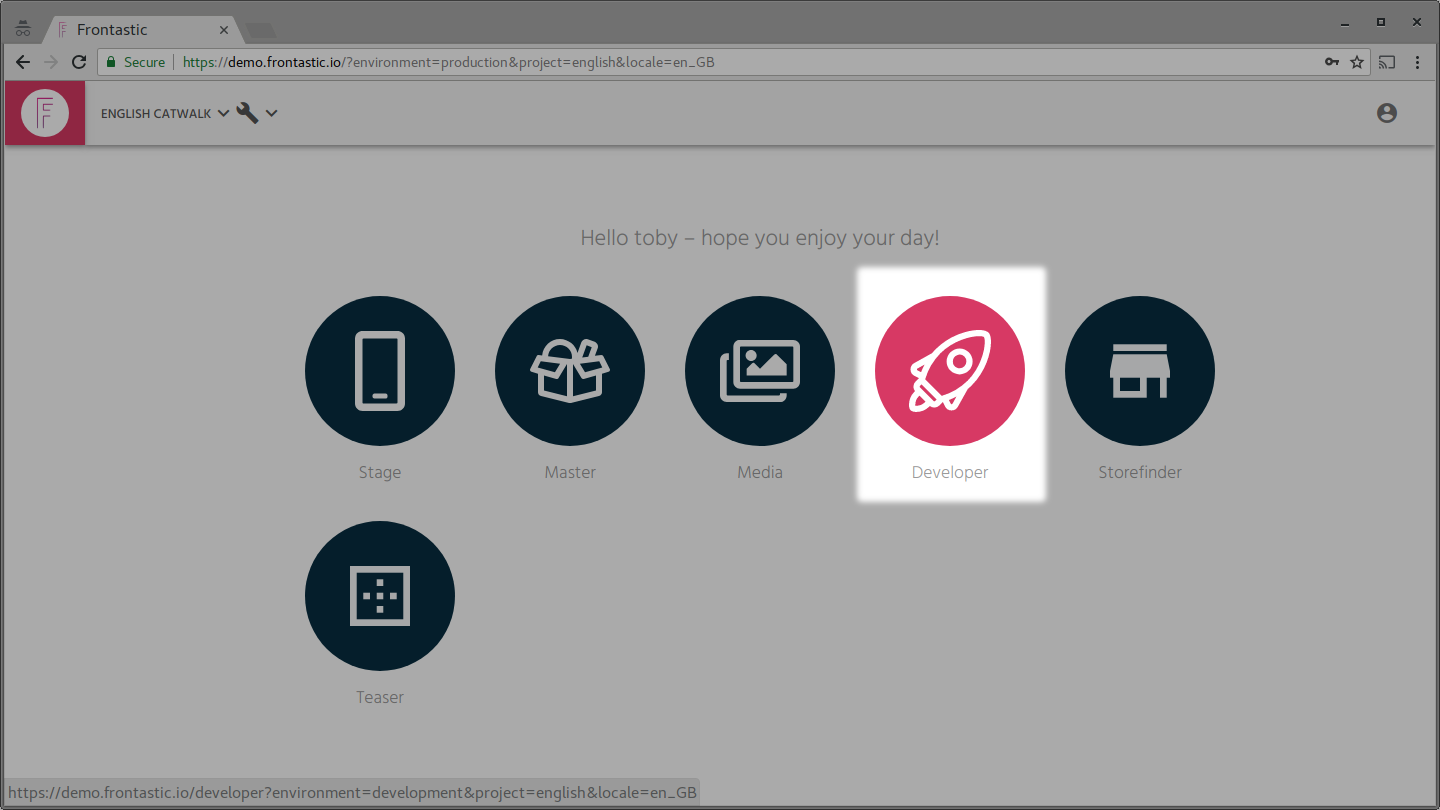 Frontastic
Secure https://demo.frontastic.io/?environment=production&project=english&locale=en_GB
ENGLISH CATWALK
Hello toby – hope you enjoy your day!
Stage Master Media Developer Storefinder
Teaser
https://demo.frontastic.io/developer?environment=development&project=english&locale=en_GB